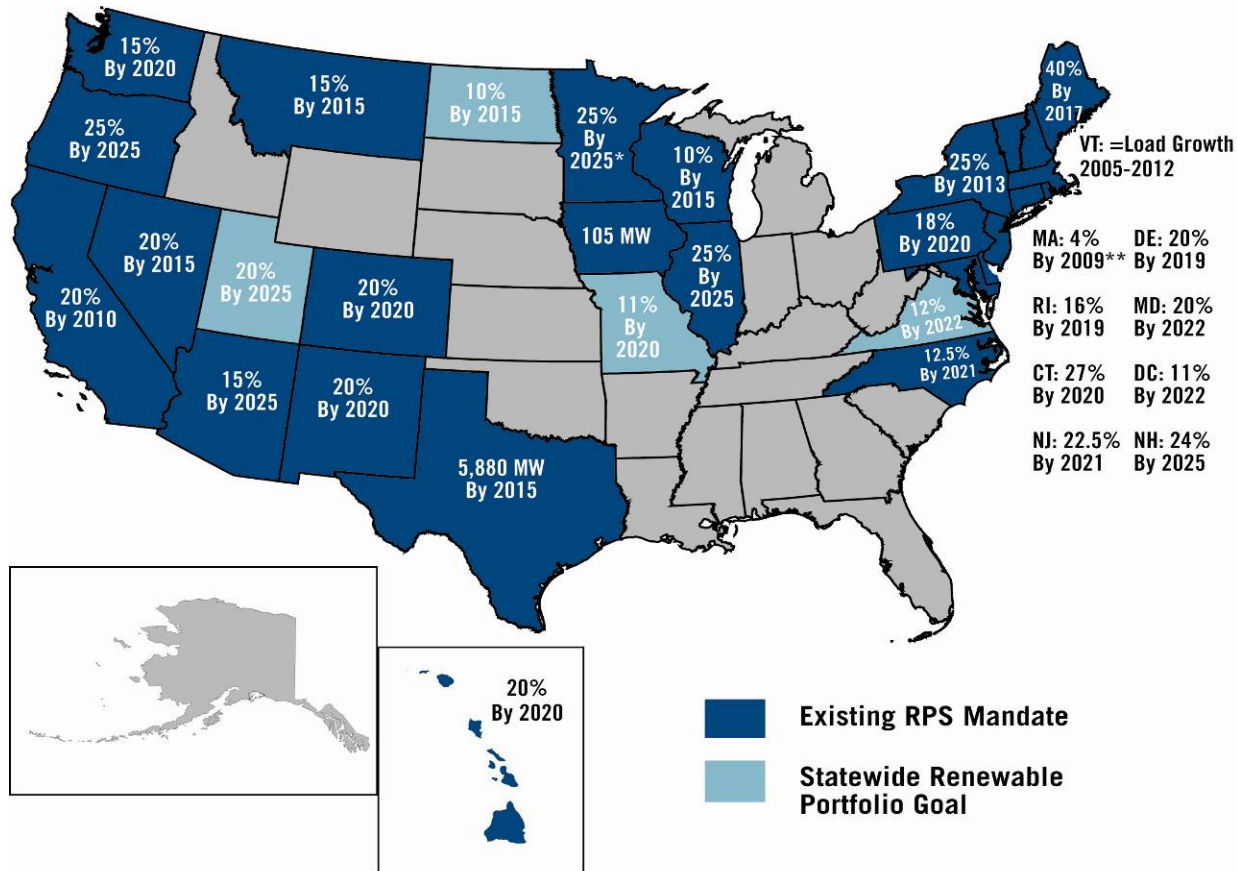 15%
By 2020
15%
By 2015
10%
By 2015
25%
By
2025*
10%
By
2015
40%
By
2017
VT: =Load Growth
2005-2012
25%
By 2025
25%
By 2013
18%
By 2020
105 MW
25%
By
2025
20%
By 2015
20%
By 2025
20%
By 2020
20%
By 2010
11%
By
2020
12%
By 2022
12.5%
By 2021
15%
By 2025
20%
By 2020
5,880 MW
By 2015
MA: 4%
By 2009**
DE: 20%
By 2019
RI: 16%
By 2019
MD: 20%
By 2022
CT: 27%
By 2020
DC: 11%
By 2022
NJ: 22.5%
By 2021
NH: 24%
By 2025
20%
By 2020
Existing RPS Mandate
Statewide Renewable
Portfolio Goal